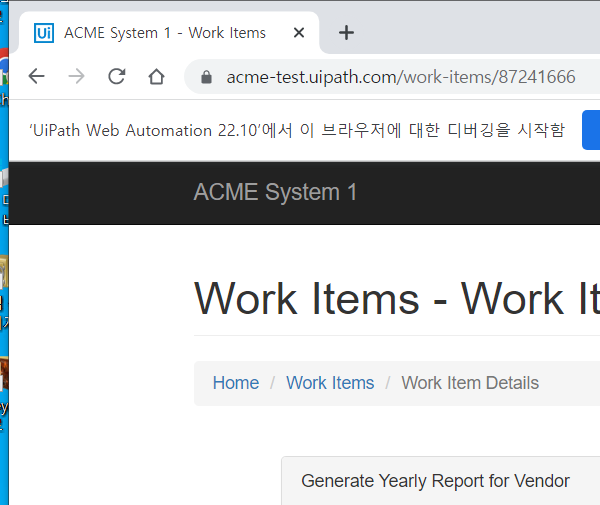 Ui ACME System 1 - Work Items
acme-test.uipath.com/work-items/87241666
‘UiPath Web Automation 22.10’에서 이 브라우저에 대한 디버깅을 시작함
ACME System 1
Work Items - Work It
Home / Work Items / Work Item Details
Generate Yearly Report for Vendor